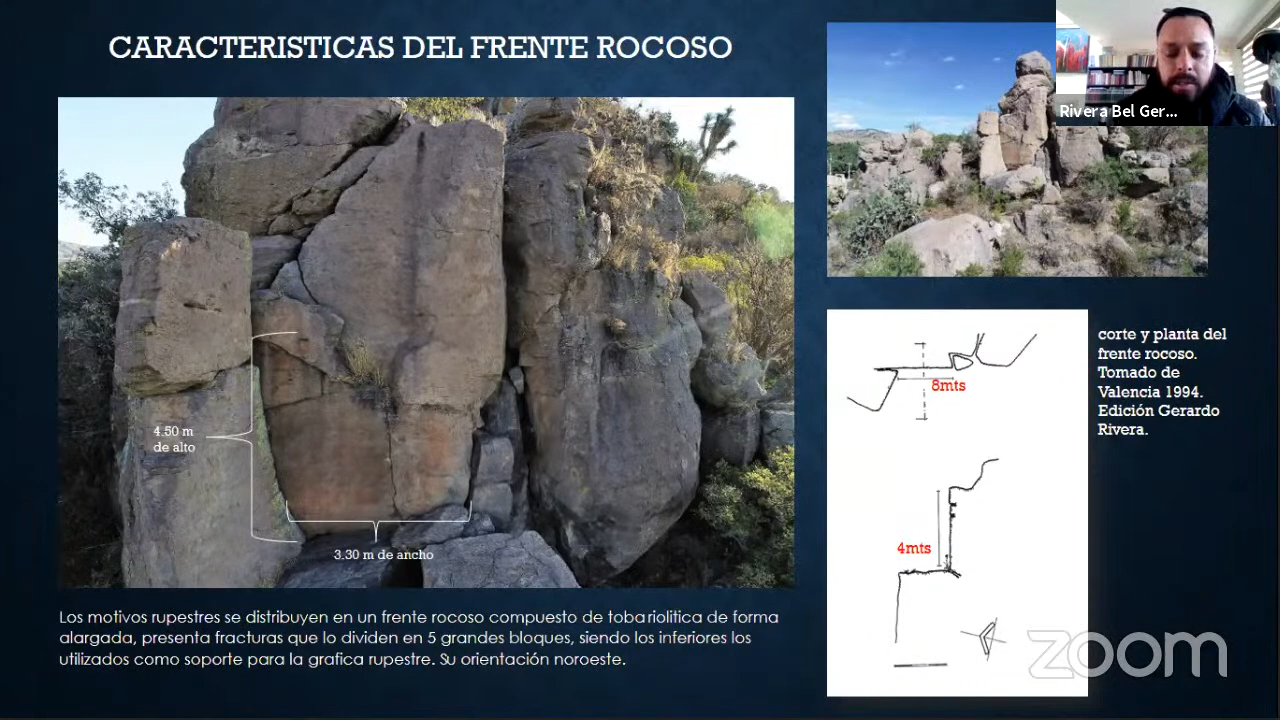 CARACTERISTICAS DEL FRENTE ROCOSO
Rivera Bel Ger...
4.50 m
de alto
3.30 m de ancho
8mts
4mts
corte y planta del
frente rocoso.
Tomado de
Valencia 1994.
Edición Gerardo
Rivera.
Los motivos rupestres se distribuyen en un frente rocoso compuesto de toba riolitica de forma
alargada, presenta fracturas que lo dividen en 5 grandes bloques, siendo los inferiores los
utilizados como soporte para la grafica rupestre. Su orientación noroeste.
zoom